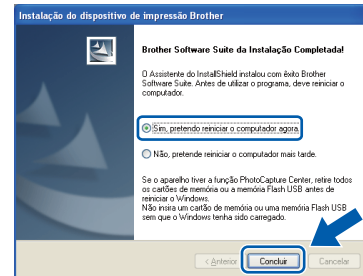 Instalação do dispositivo de impressão Brother
Brother Software Suite da Instalação Completada!
O Assistente do InstallShield instalou com êxito Brother
Software Suite. Antes de utilizar o programa, deve reiniciar o
computador.
Sim, pretendo reiniciar o computador agora.
Não, pretende reiniciar o computador mais tarde.
Se o aparelho tiver a função PhotoCapture Center, retire todos
os cartões de memória ou a memória Flash USB antes de
reiniciar o Windows.
Não insira um cartão de memória ou uma memória Flash USB
sem que o Windows tenha sido carregado.
< Anterior Concluir Cancelar